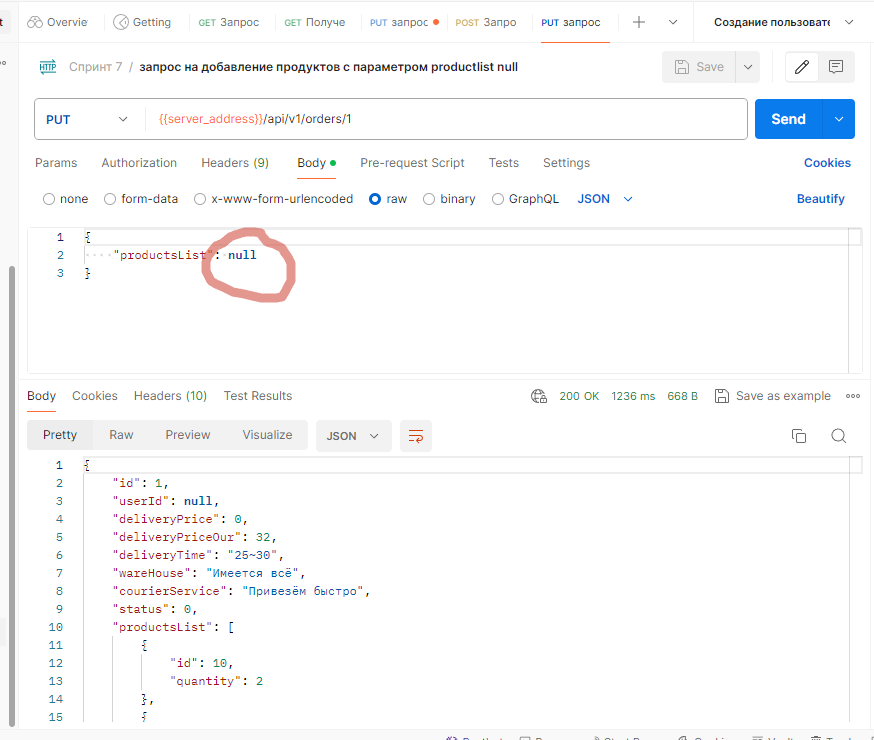 t Overvie Getting GET Запрос GET Получе PUT запрос POST Запро PUT запрос Создание пользовате
HTTP Спринт 7 / запрос на добавление продуктов с параметром productlist null Save
PUT {{server_address}}/api/v1/orders/1 Send
Params Authorization Headers (9) Body Pre-request Script Tests Settings Cookies
none form-data x-www-form-urlencoded raw binary GraphQL JSON Beautify
1 {
2 "productsList": null
3 }
Body Cookies Headers (10) Test Results 200 OK 1236 ms 668 B Save as example
Pretty Raw Preview Visualize JSON
1 {
2 "id": 1,
3 "userId": null,
4 "deliveryPrice": 0,
5 "deliveryPriceOur": 32,
6 "deliveryTime": "25~30",
7 "wareHouse": "Имеется всё",
8 "courierService": "Привезём быстро",
9 "status": 0,
10 "productsList": [
11 {
12 "id": 10,
13 "quantity": 2
14 },
15 {